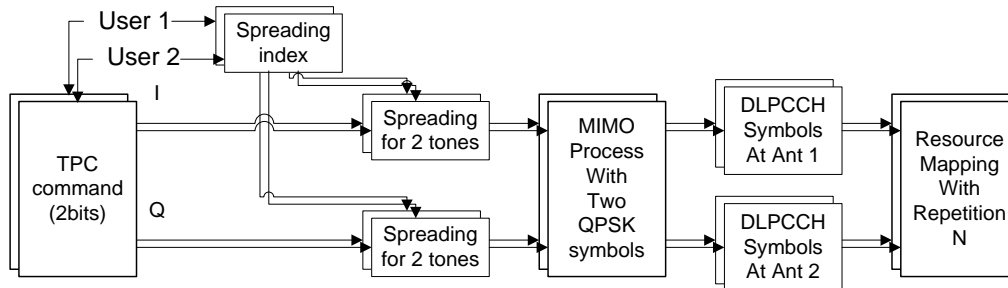 User 1
User 2
Spreading
index
I
Q
TPC
command
(2bits)
Spreading
for 2 tones
Spreading
for 2 tones
MIMO
Process
With
Two
QPSK
symbols
DLPCCH
Symbols
At Ant 1
DLPCCH
Symbols
At Ant 2
Resource
Mapping
With
Repetition
N